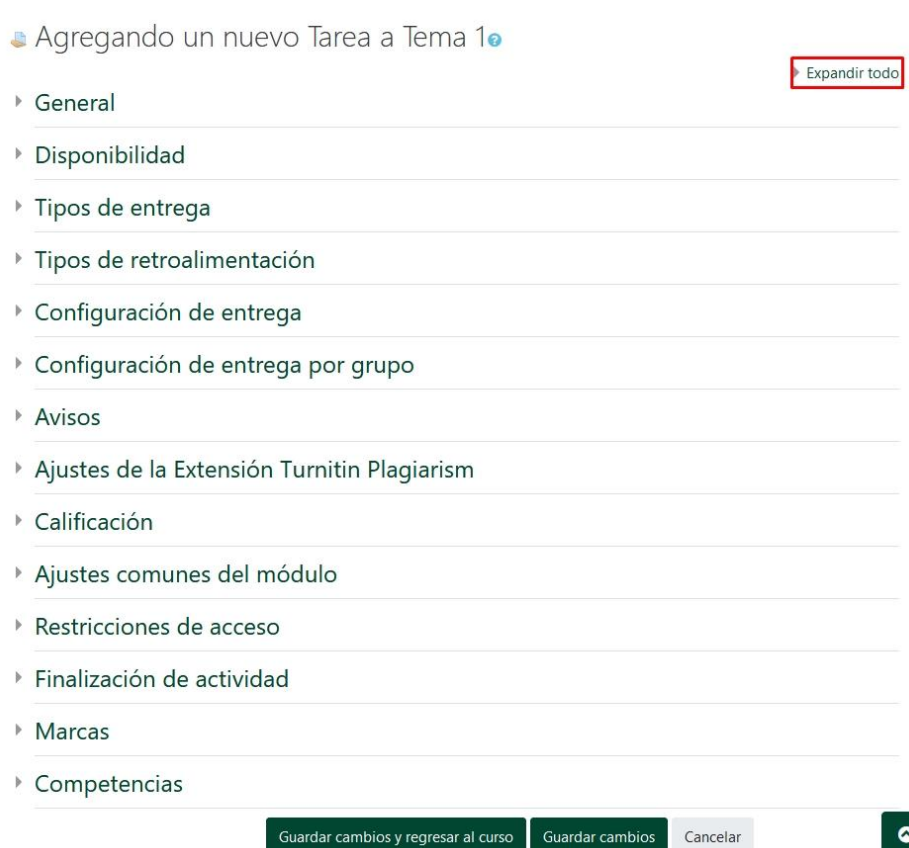 Agregando un nuevo Tarea a Tema 1
Expandir todo
General
Disponibilidad
Tipos de entrega
Tipos de retroalimentación
Configuración de entrega
Configuración de entrega por grupo
Avisos
Ajustes de la Extensión Turnitin Plagiarism
Calificación
Ajustes comunes del módulo
Restricciones de acceso
Finalización de actividad
Marcas
Competencias
Guardar cambios y regresar al curso Guardar cambios Cancelar